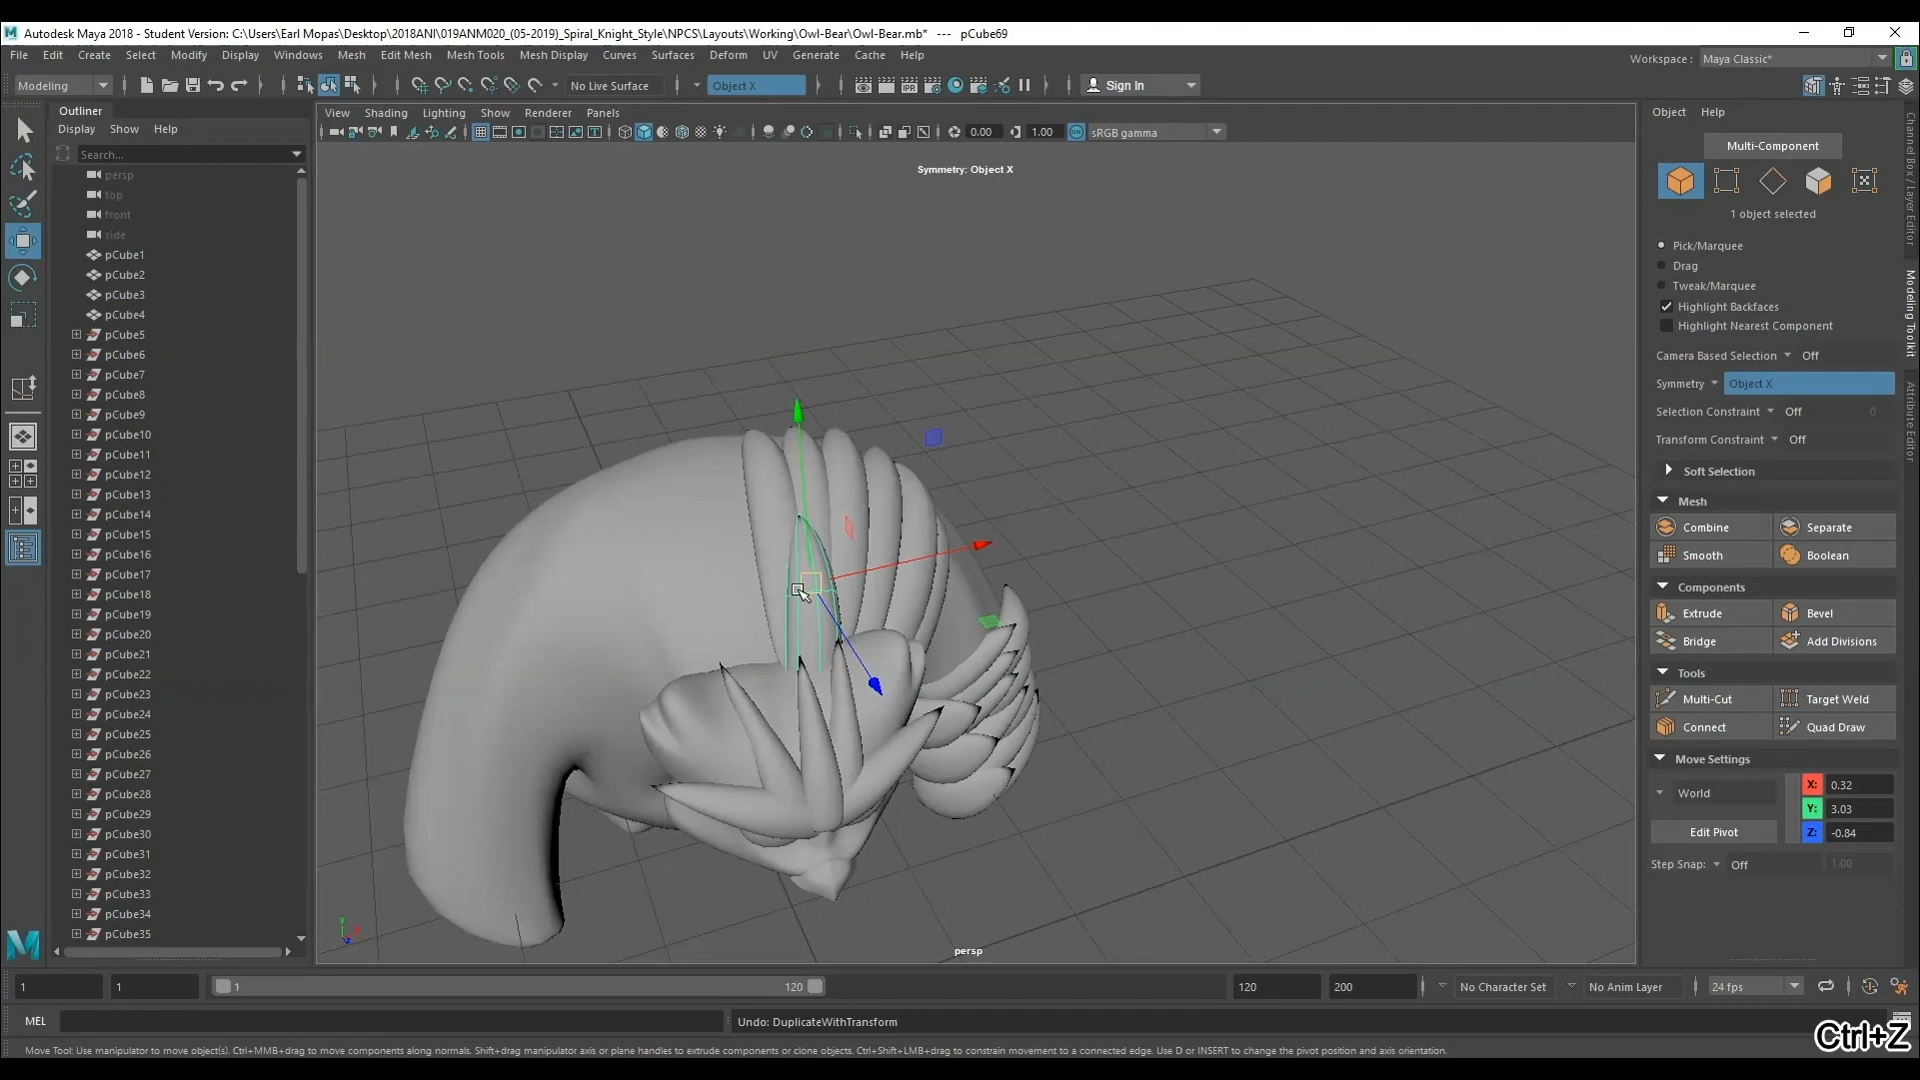 Autodesk Maya 2018 - Student Version: C:\Users\Earl Mopas\Desktop\2018ANI\019ANM020_(05-2019)_Spiral_Knight_Style\NPCS\Layouts\Working\Owl-Bear\Owl-Bear.mb* --- pCube69
File Edit Create Select Modify Display Windows Mesh Edit Mesh Mesh Tools Mesh Display Curves Surfaces Deform UV Generate Cache Help
Workspace : Maya Classic*
Modeling No Live Surface Object X Sign In
Outliner
Display Show Help
Search...
persp
top
front
side
pCube1
pCube2
pCube3
pCube4
pCube5
pCube6
pCube7
pCube8
pCube9
pCube10
pCube11
pCube12
pCube13
pCube14
pCube15
pCube16
pCube17
pCube18
pCube19
pCube20
pCube21
pCube22
pCube23
pCube24
pCube25
pCube26
pCube27
pCube28
pCube29
pCube30
pCube31
pCube32
pCube33
pCube34
pCube35
View Shading Lighting Show Renderer Panels
0.00 1.00 sRGB gamma
Symmetry: Object X
persp
Object Help
Multi-Component
1 object selected
Pick/Marquee
Drag
Tweak/Marquee
Highlight Backfaces
Highlight Nearest Component
Camera Based Selection Off
Symmetry Object X
Selection Constraint Off 0
Transform Constraint Off
Soft Selection
Mesh
Combine Separate
Smooth Boolean
Components
Extrude Bevel
Bridge Add Divisions
Tools
Multi-Cut Target Weld
Connect Quad Draw
Move Settings
World
X: 0.32
Y: 3.03
Edit Pivot
Z: -0.84
Step Snap: Off 1.00
Channel Box / Layer Editor
Modeling Toolkit
Attribute Editor
1 1 1 120 120 200 No Character Set No Anim Layer 24 fps
MEL Undo: DuplicateWithTransform
Move Tool: Use manipulator to move object(s). Ctrl+MMB+drag to move components along normals. Shift+drag manipulator axis or plane handles to extrude components or clone objects. Ctrl+Shift+LMB+drag to constrain movement to a connected edge. Use D or INSERT to change the pivot position and axis orientation.
Ctrl+Z